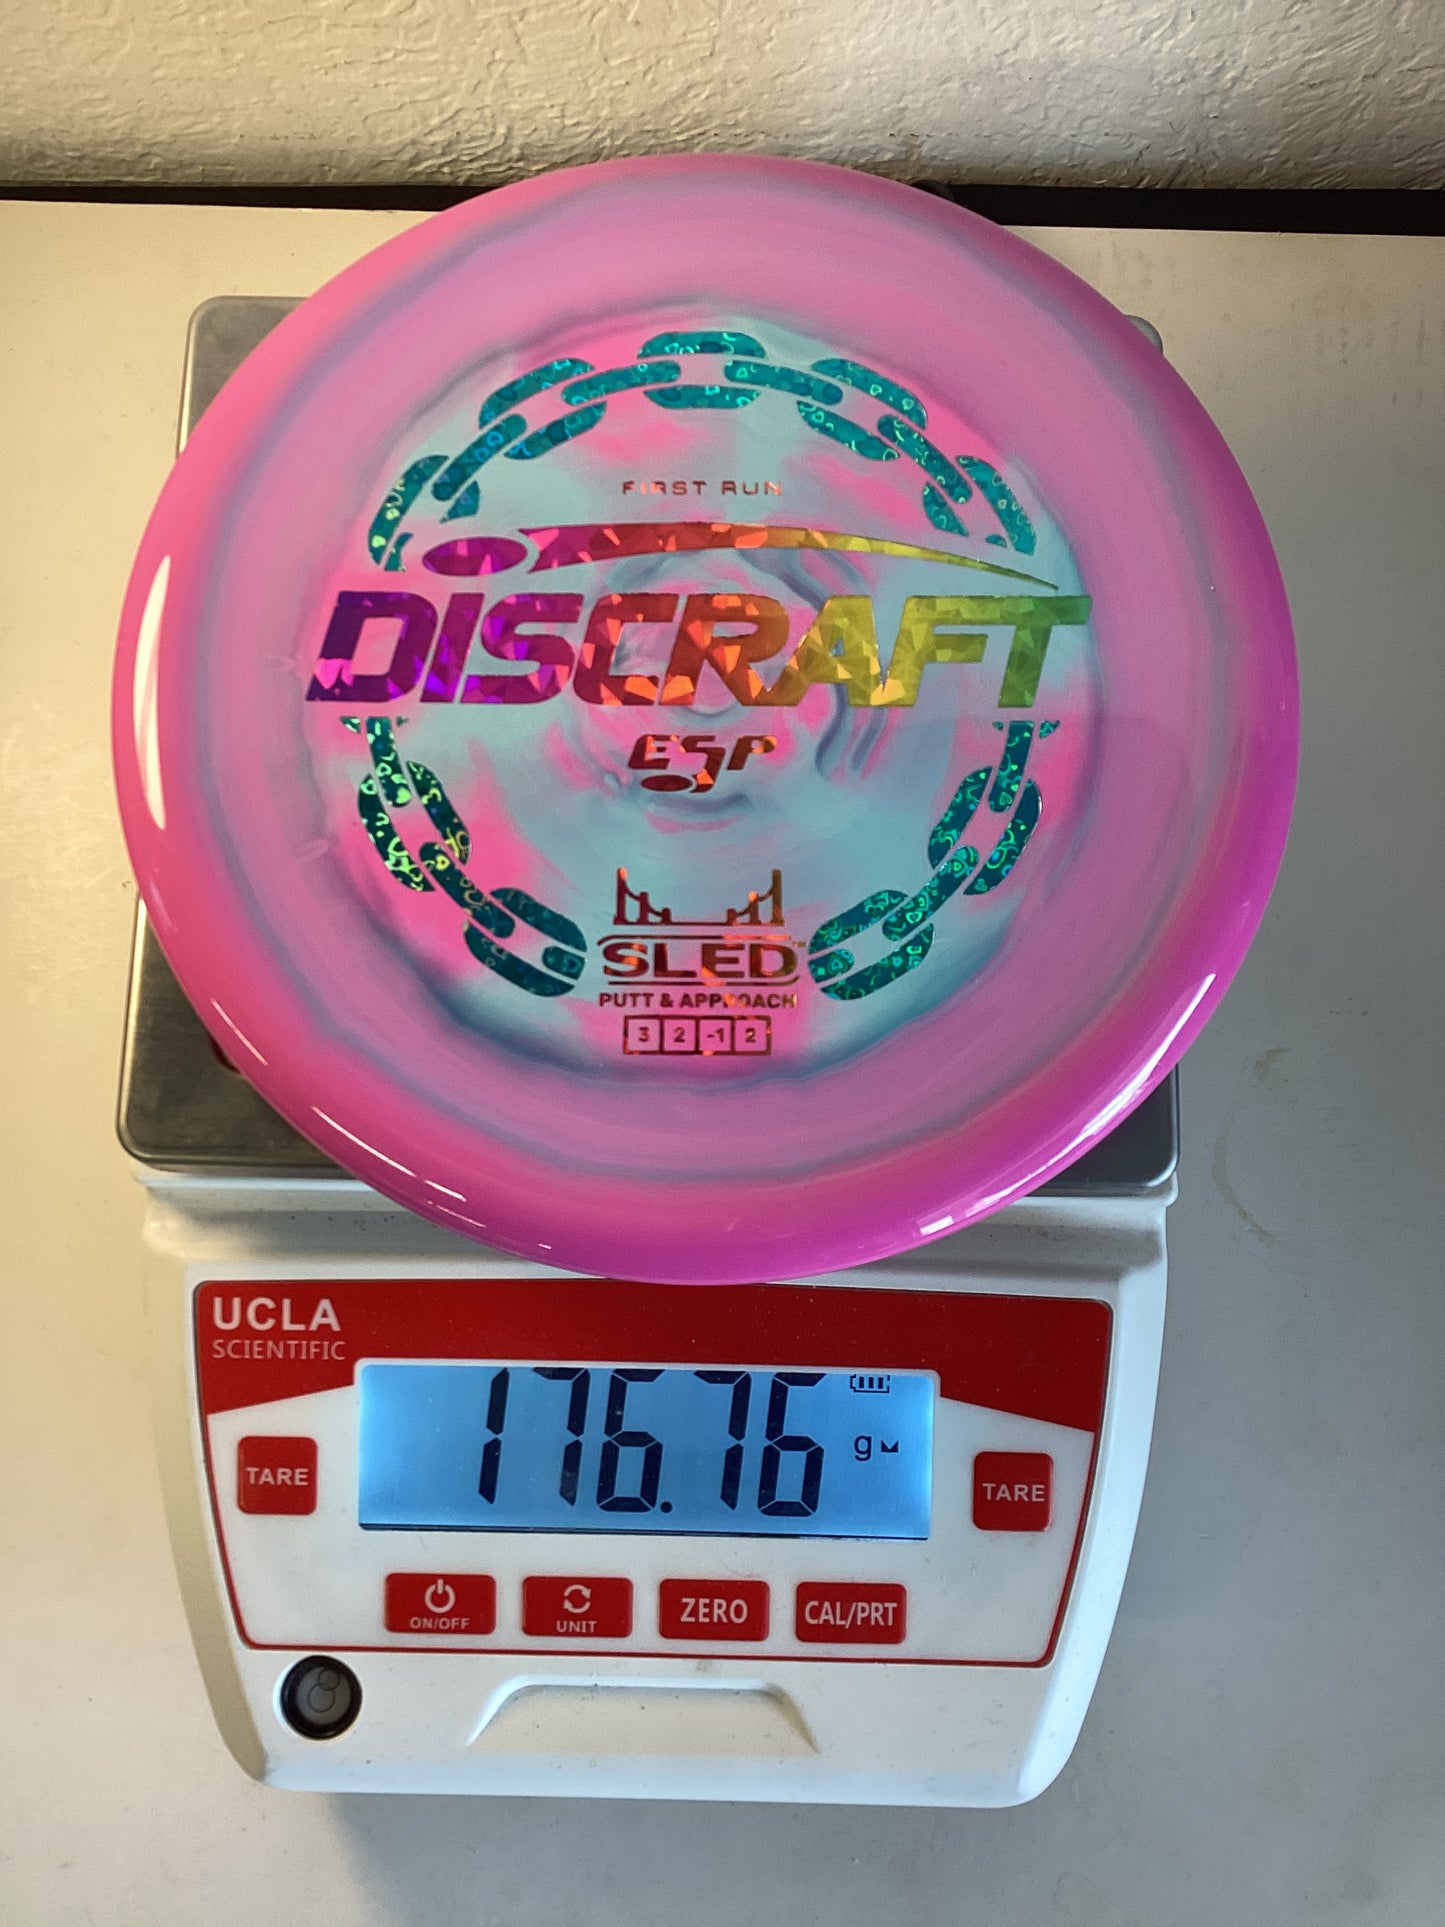 FIRST RUN
DISCRAFT
ESP
SLED™
PUTT & APPROACH
3 2 -1 2
UCLA
SCIENTIFIC
176.76 g
TARE
TARE
ON/OFF
UNIT
ZERO
CAL/PRT